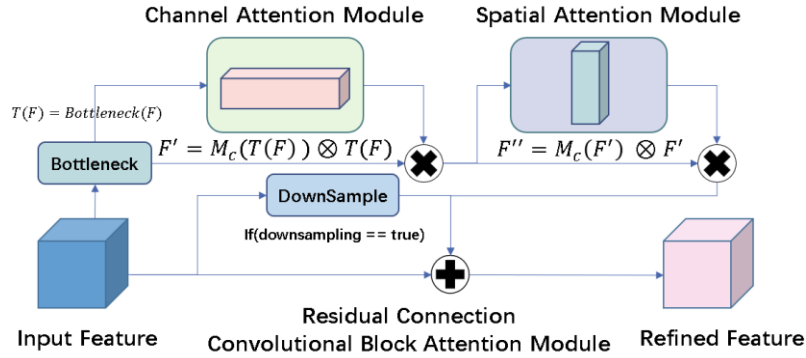 Channel Attention Module
Spatial Attention Module
T(F) = Bottleneck(F)
Bottleneck
F′ = M_c(T(F)) ⊗ T(F)
F′′ = M_c(F′) ⊗ F′
DownSample
If(downsampling == true)
Input Feature
Residual Connection
Convolutional Block Attention Module
Refined Feature